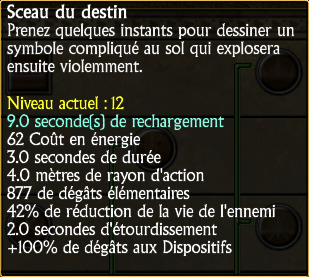 Sceau du destin
Prenez quelques instants pour dessiner un
symbole compliqué au sol qui explosera
ensuite violemment.
Niveau actuel : 12
9.0 seconde(s) de rechargement
62 Coût en énergie
3.0 secondes de durée
4.0 mètres de rayon d'action
877 de dégâts élémentaires
42% de réduction de la vie de l'ennemi
2.0 secondes d'étourdissement
+100% de dégâts aux Dispositifs